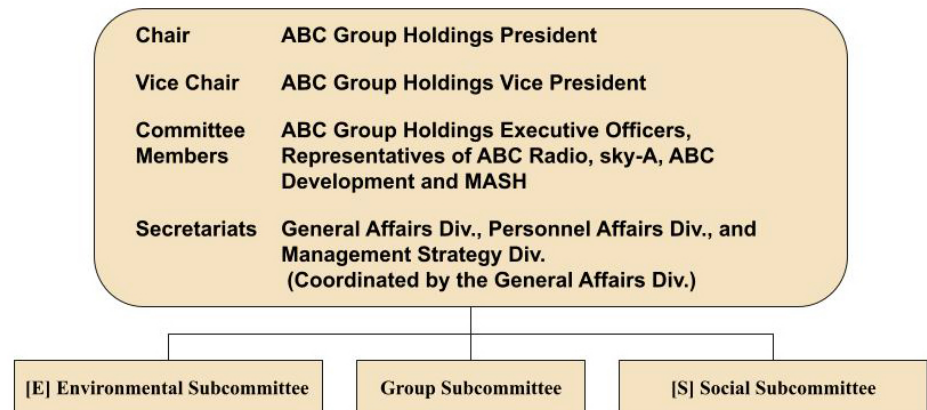 Chair ABC Group Holdings President
Vice Chair ABC Group Holdings Vice President
Committee Members ABC Group Holdings Executive Officers,
Representatives of ABC Radio, sky-A, ABC
Development and MASH
Secretariats General Affairs Div., Personnel Affairs Div., and
Management Strategy Div.
(Coordinated by the General Affairs Div.)
[E] Environmental Subcommittee
Group Subcommittee
[S] Social Subcommittee